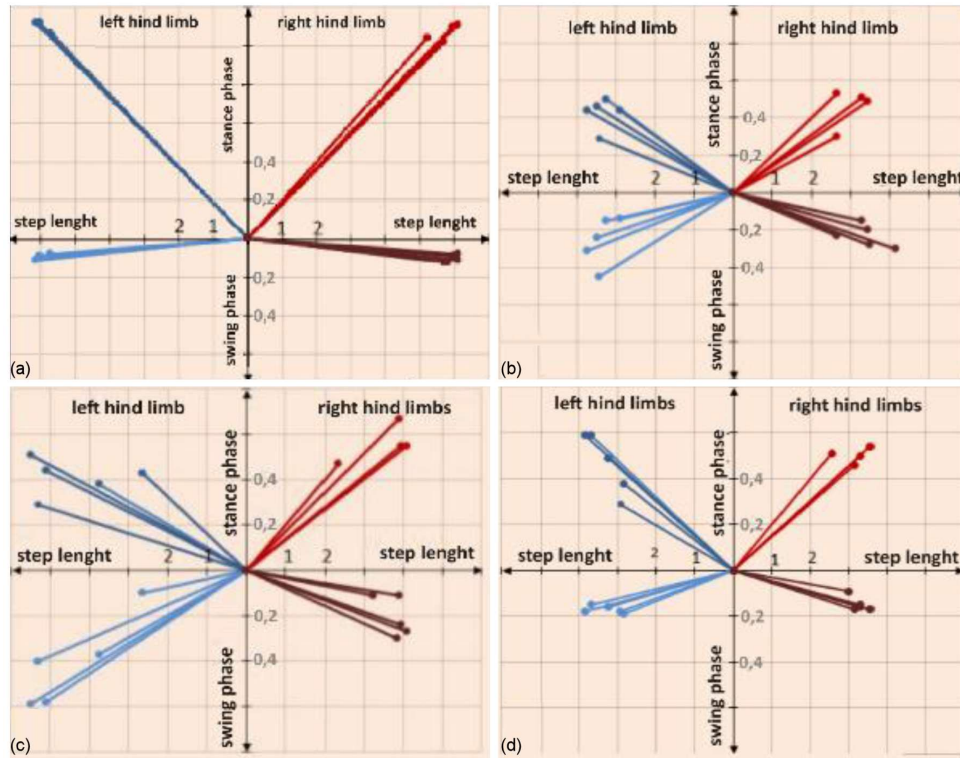 left hind limb right hind limb
stance phase
0,4
0,2
step lenght 2 1 1 2 step lenght
0,2
0,4
swing phase
(a)
left hind limb right hind limb
stance phase
0,4
0,2
step lenght 2 1 1 2 step lenght
0,2
0,4
swing phase
(b)
left hind limb right hind limbs
stance phase
0,4
0,2
step lenght 2 1 1 2 step lenght
0,2
0,4
swing phase
(c)
left hind limbs right hind limbs
stance phase
0,4
0,2
step lenght 2 1 1 2 step lenght
0,2
0,4
swing phase
(d)